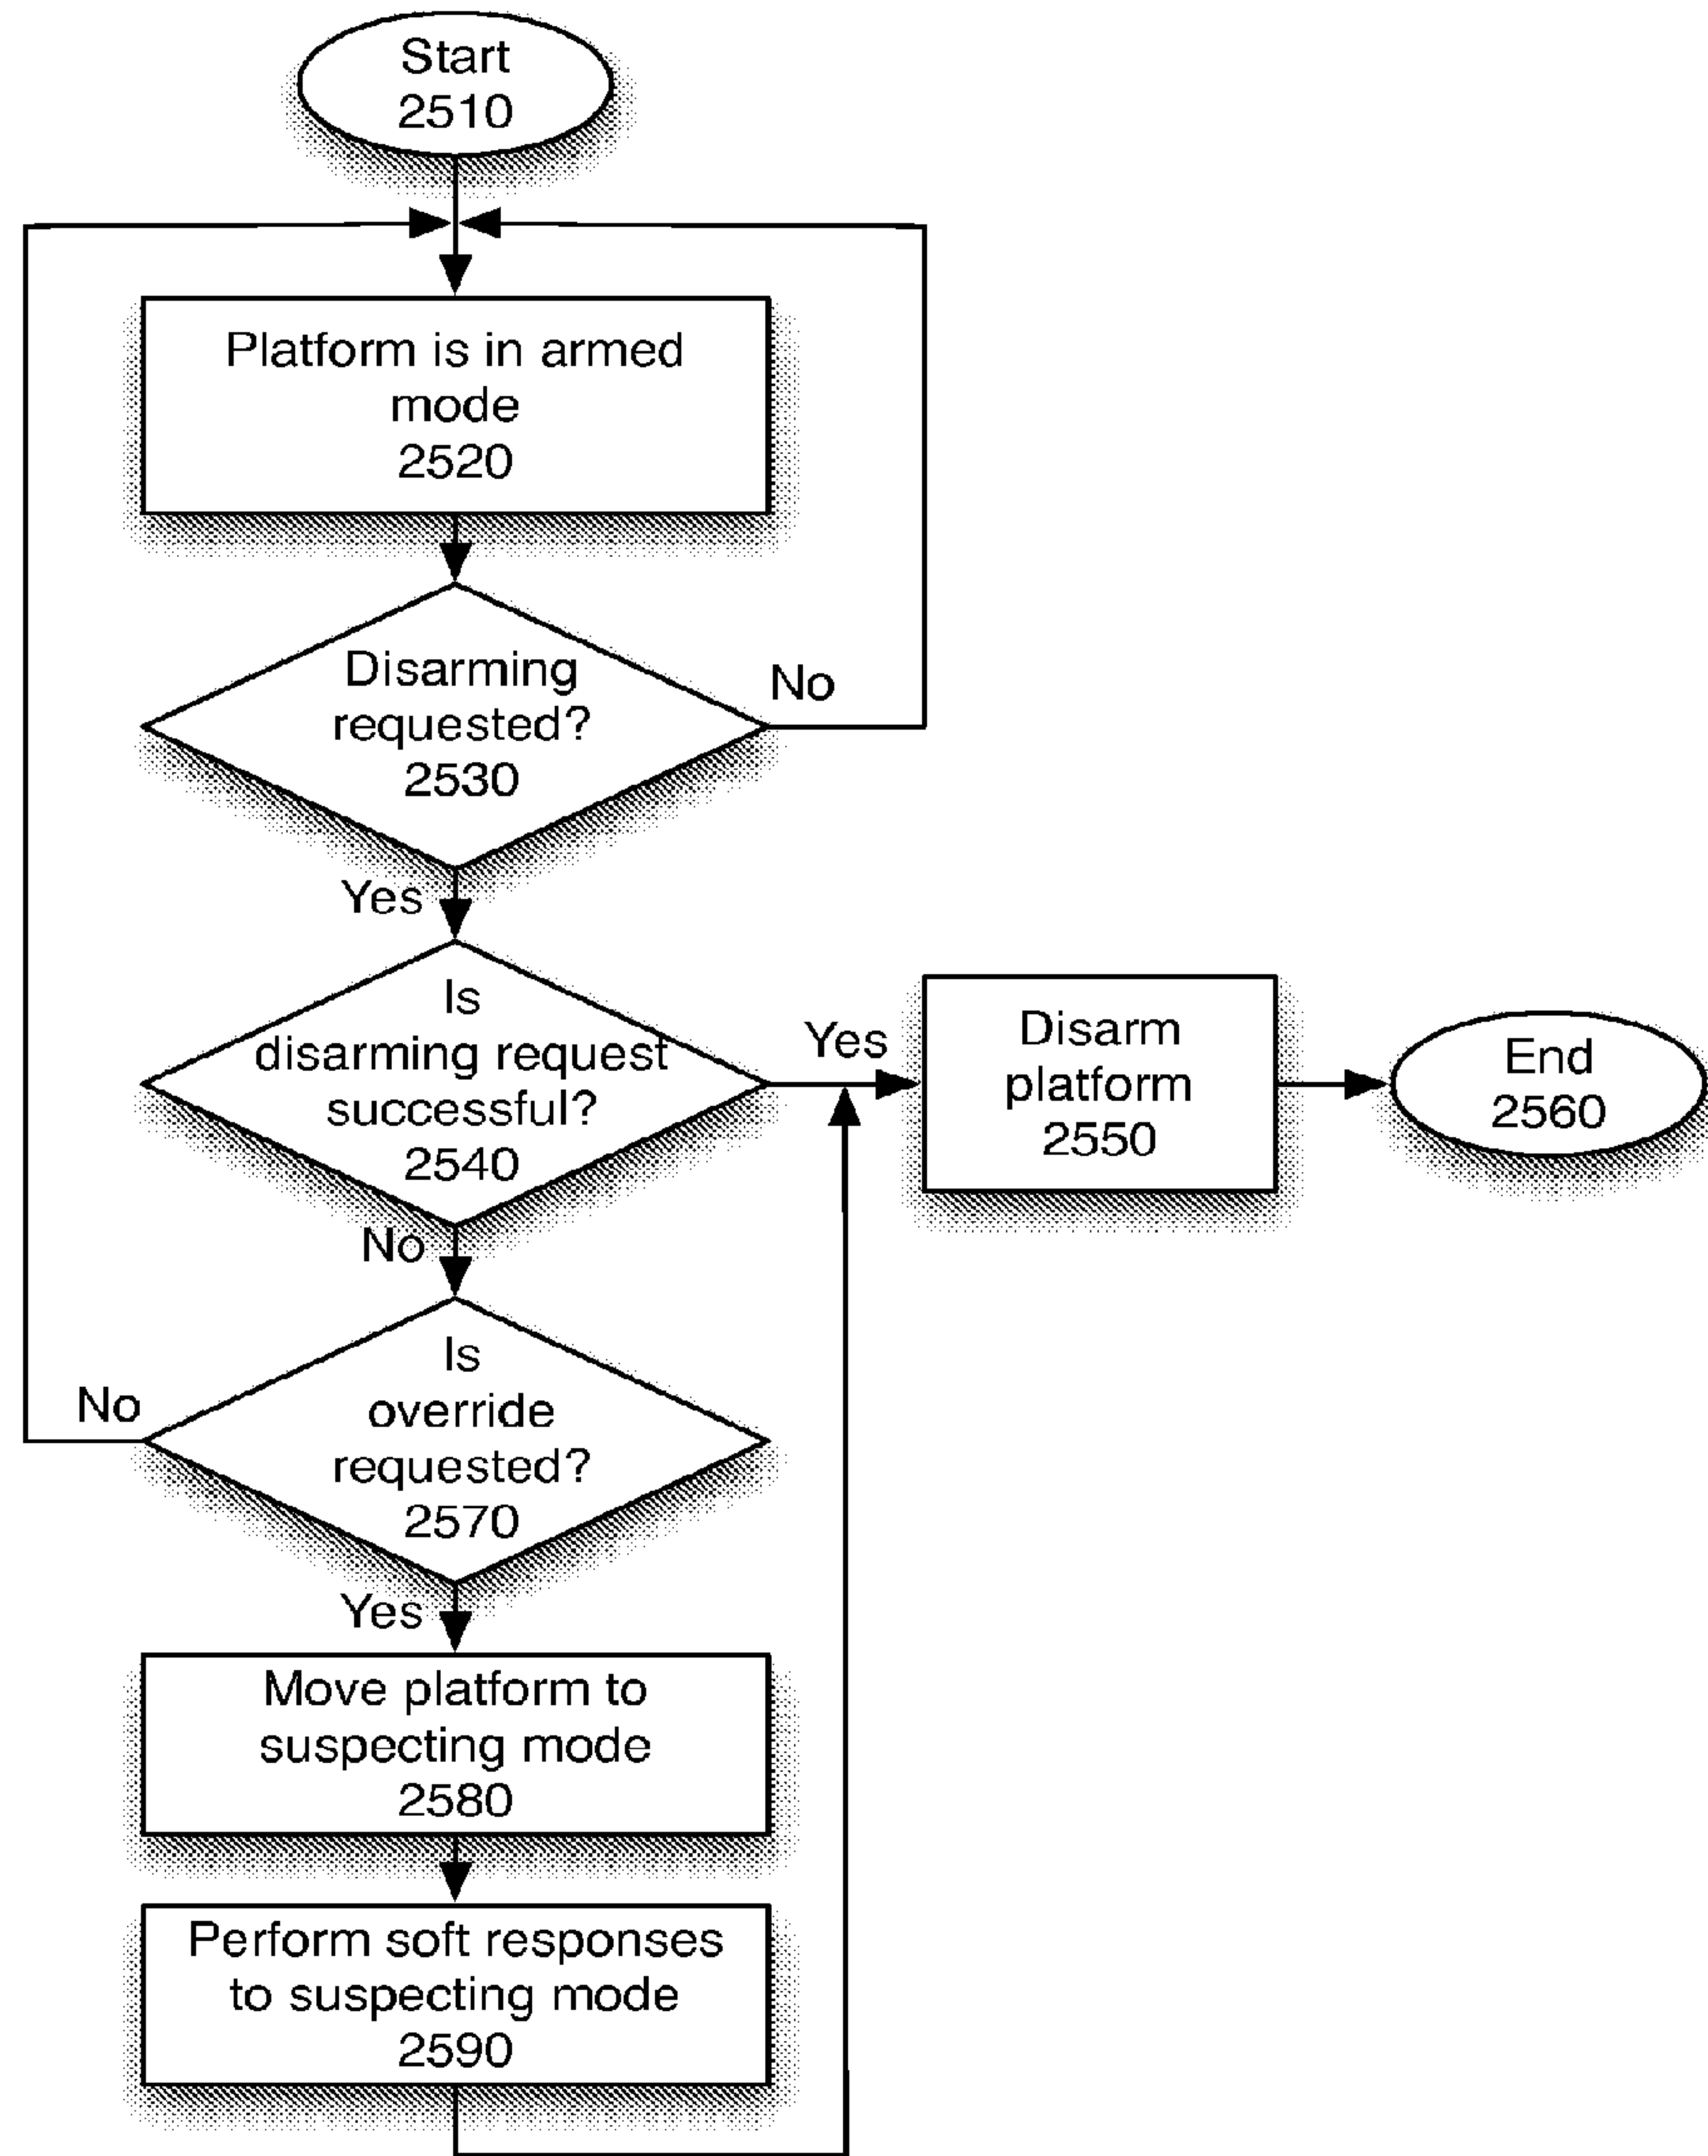 Start
2510
Platform is in armed
mode
2520
Disarming
requested?
2530
No
Yes
Is
disarming request
successful?
2540
Yes
Disarm
platform
2550
End
2560
No
Is
override
requested?
2570
No
Yes
Move platform to
suspecting mode
2580
Perform soft responses
to suspecting mode
2590